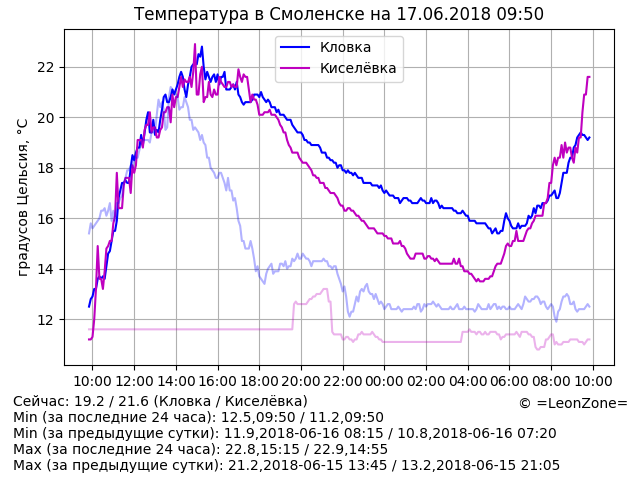 Температура в Смоленске на 17.06.2018 09:50
Кловка
Киселёвка
градусов Цельсия, °C
22
20
18
16
14
12
10:00 12:00 14:00 16:00 18:00 20:00 22:00 00:00 02:00 04:00 06:00 08:00 10:00
Сейчас: 19.2 / 21.6 (Кловка / Киселёвка)
© =LeonZone=
Min (за последние 24 часа): 12.5,09:50 / 11.2,09:50
Min (за предыдущие сутки): 11.9,2018-06-16 08:15 / 10.8,2018-06-16 07:20
Max (за последние 24 часа): 22.8,15:15 / 22.9,14:55
Max (за предыдущие сутки): 21.2,2018-06-15 13:45 / 13.2,2018-06-15 21:05